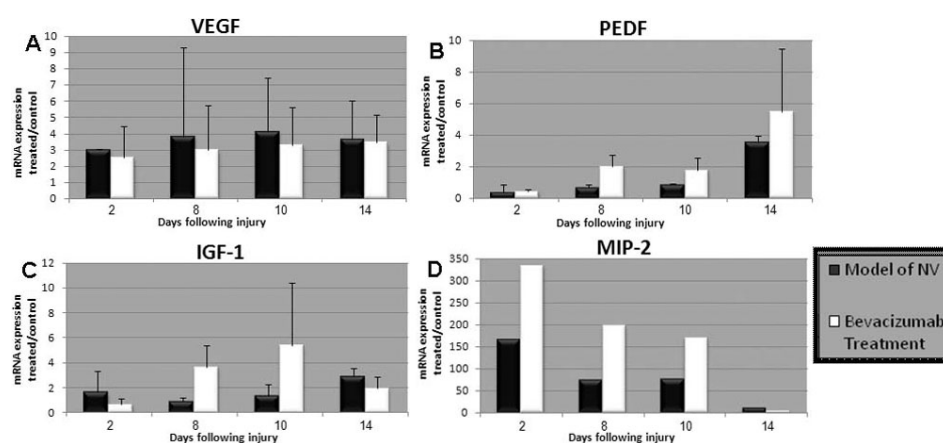 VEGF
A
mRNA expression
treated/control
10
9
8
7
6
5
4
3
2
1
0
2 8 10 14
Days following injury
PEDF
B
mRNA expression
treated/control
10
8
6
4
2
0
2 8 10 14
Days following injury
IGF-1
C
mRNA expression
treated/control
12
10
8
6
4
2
0
2 8 10 14
Days following injury
MIP-2
D
mRNA expression
treated/control
350
300
250
200
150
100
50
0
2 8 10 14
Days following injury
Model of NV
Bevacizumab
Treatment